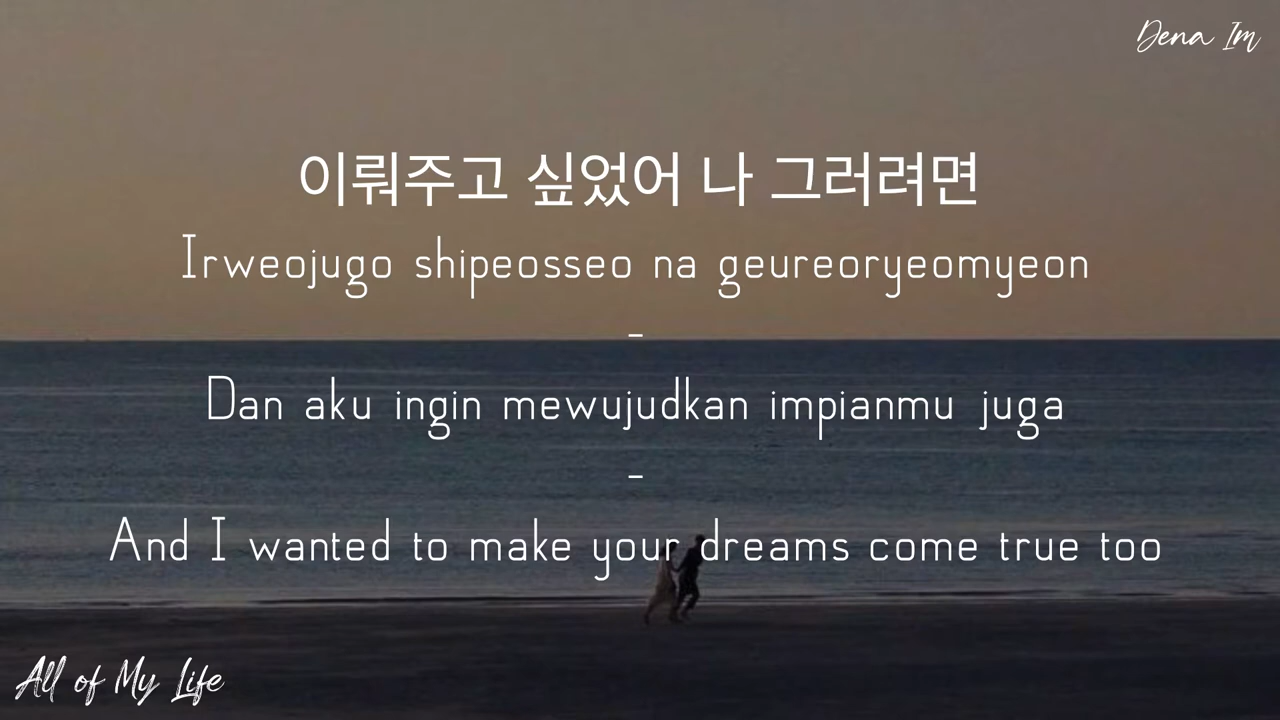 Dena Im
이뤄주고 싶었어 나 그러려면
Irweojugo shipeosseo na geureoryeomyeon
-
Dan aku ingin mewujudkan impianmu juga
-
And I wanted to make your dreams come true too
All of My Life